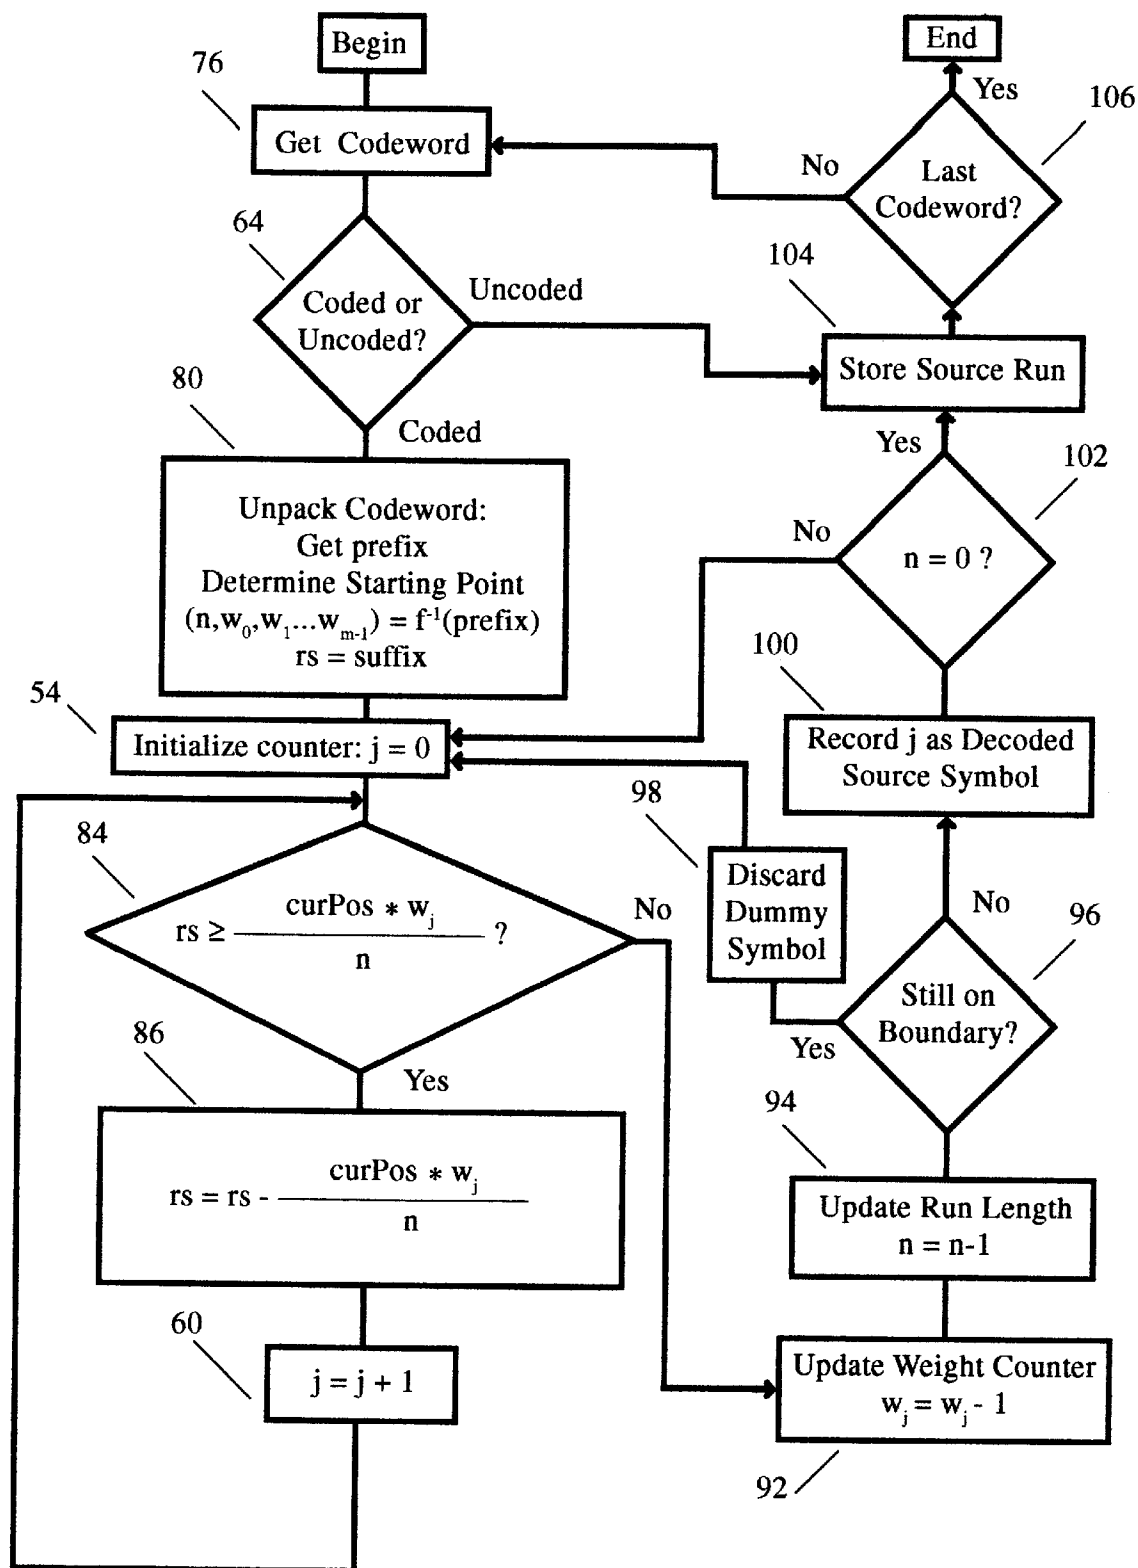 Begin
76
Get Codeword
64
Coded or
Uncoded?
Uncoded
Coded
80
Unpack Codeword:
Get prefix
Determine Starting Point
(n,w₀,w₁...wₘ₋₁) = f⁻¹(prefix)
rs = suffix
54
Initialize counter: j = 0
84
rs ≥ curPos * wⱼ / n ?
No
Yes
86
rs = rs - curPos * wⱼ / n
60
j = j + 1
End
Yes
106
Last
Codeword?
No
104
Store Source Run
Yes
102
n = 0 ?
No
100
Record j as Decoded
Source Symbol
98
Discard
Dummy
Symbol
No
96
Still on
Boundary?
Yes
94
Update Run Length
n = n-1
Update Weight Counter
wⱼ = wⱼ - 1
92